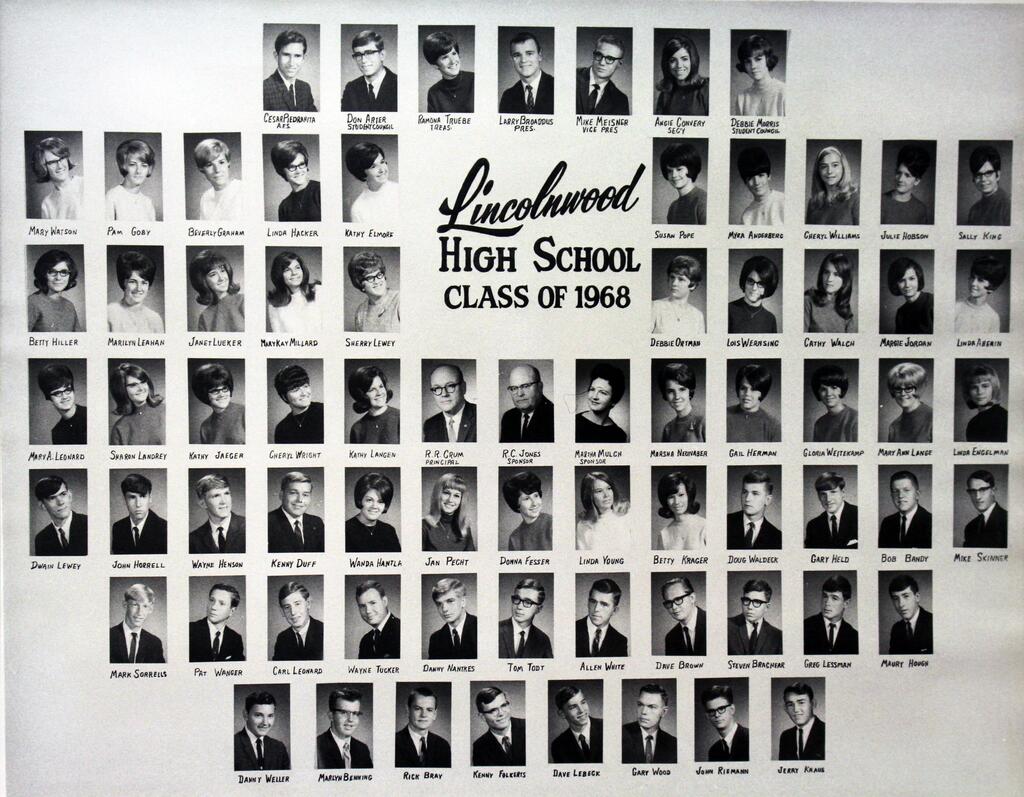 Cesar Piedrafita
A.F.S.
Don Arter
Student Council
Ramona Truebe
Treas.
Larry Broaddus
Pres.
Mike Meisner
Vice Pres
Angie Convery
Sec'y
Debbie Morris
Student Council
Lincolnwood
High School
Class of 1968
Mary Watson
Pam Goby
Beverly Graham
Linda Hacker
Kathy Elmore
Susan Pope
Myra Anderberg
Cheryl Williams
Julie Hobson
Sally King
Betty Hiller
Marilyn Leahan
Janet Lueker
Mary Kay Millard
Sherry Lewey
Debbie Ortman
Lois Wernsing
Cathy Walch
Margie Jordan
Linda
Mary A. Leonard
Sharon Landrey
Kathy Jaeger
Cheryl Wright
Kathy Langen
R.R. Crum
Principal
R.C. Jones
Sponsor
Martha Mulch
Sponsor
Marsha Neunaber
Gail Herman
Gloria Weitekamp
Mary Ann Lange
Linda Engelman
Dwain Lewey
John Horrell
Wayne Henson
Kenny Duff
Wanda Hantla
Jan Pecht
Donna Fesser
Linda Young
Betty Krager
Doug Waldeck
Gary Held
Bob Bandy
Mike Skinner
Mark Sorrells
Pat Wanger
Carl Leonard
Wayne Tucker
Danny Nantkes
Tom Todt
Allen White
Dave Brown
Steven Brachear
Greg Lessman
Maury Hough
Danny Weller
Marlyn Benning
Rick Bray
Kenny Folkerts
Dave Lebeck
Gary Wood
John Riemann
Jerry Kraus